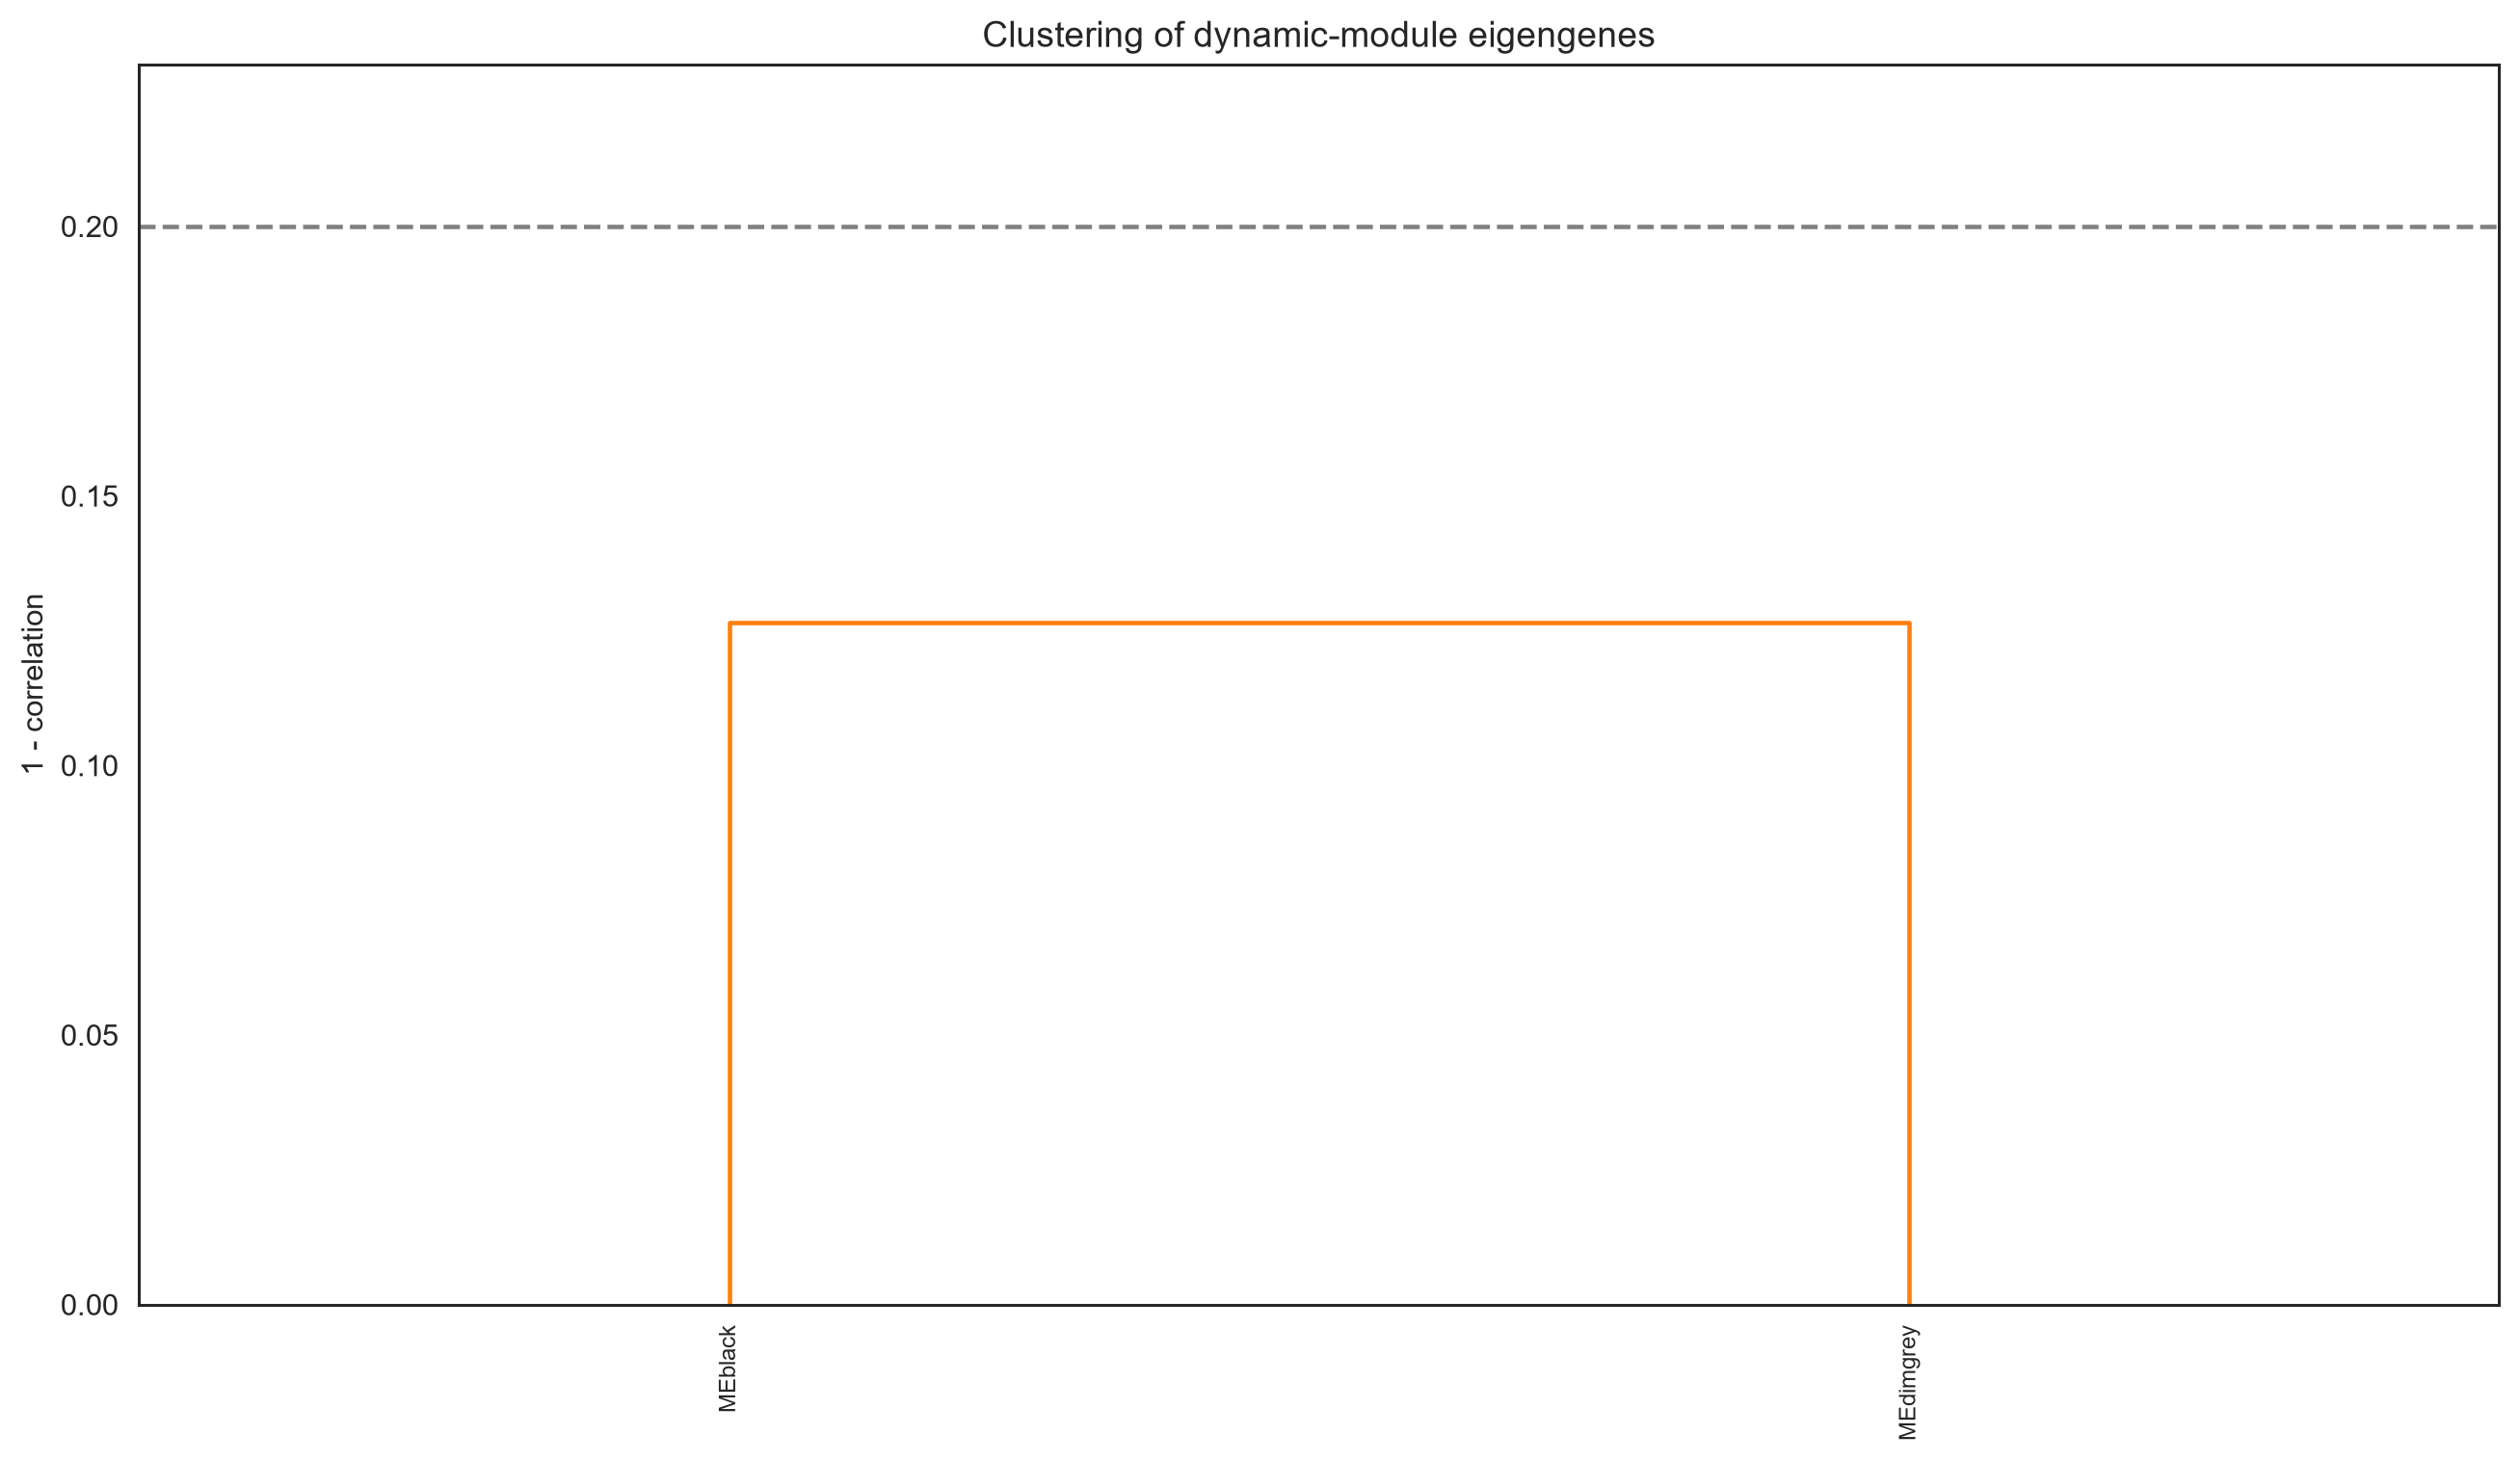 Clustering of dynamic-module eigengenes
1 - correlation
0.20
0.15
0.10
0.05
0.00
MEblack
MEdimgrey